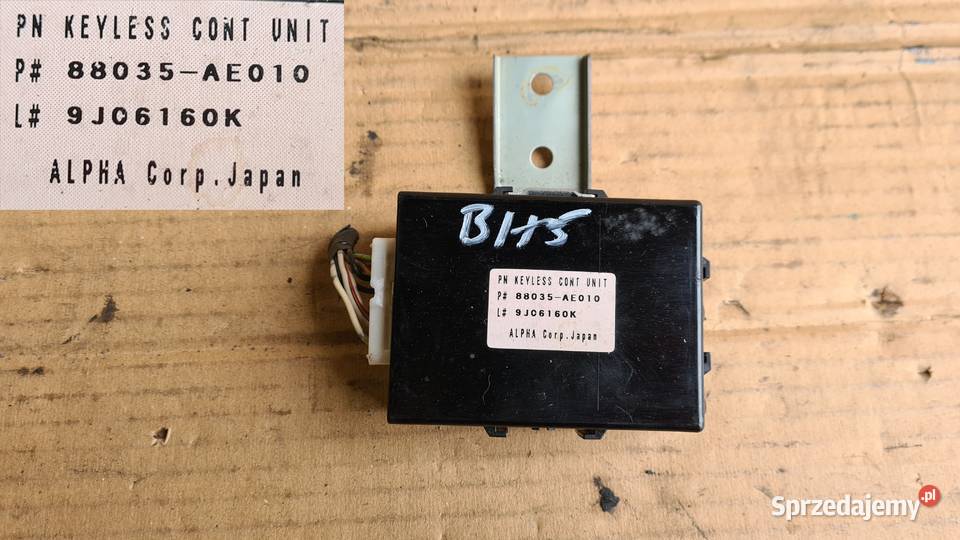 PN KEYLESS CONT UNIT
P# 88035-AE010
L# 9J06160K
ALPHA Corp.Japan
PN KEYLESS CONT UNIT
P# 88035-AE010
L# 9J06160K
ALPHA Corp.Japan
Sprzedajemy.pl